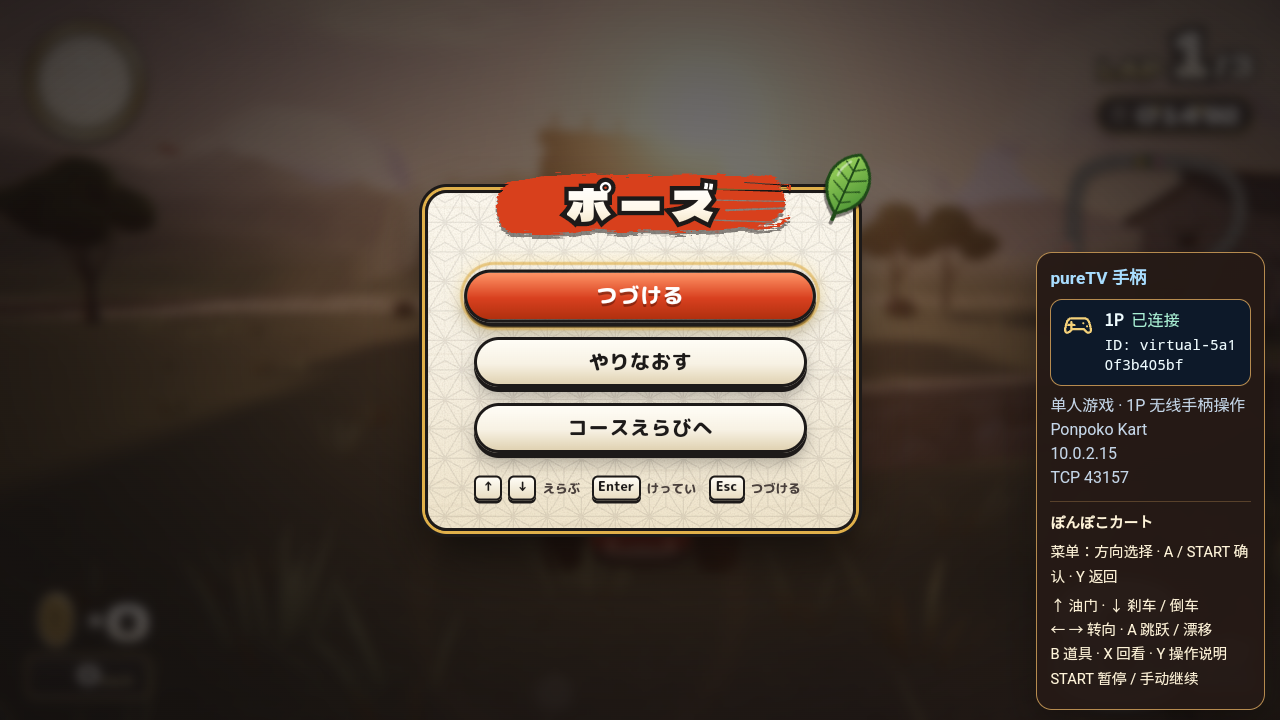 1
ポーズ
つづける
やりなおす
コースえらびへ
↑ ↓ えらぶ Enter けってい Esc つづける
pureTV 手柄
1P 已连接
ID: virtual-5a1
0f3b405bf
单人游戏 · 1P 无线手柄操作
Ponpoko Kart
10.0.2.15
TCP 43157
ぽんぽこカート
菜单：方向选择 · A / START 确
认 · Y 返回
↑ 油门 · ↓ 刹车 / 倒车
← → 转向 · A 跳跃 / 漂移
B 道具 · X 回看 · Y 操作说明
START 暂停 / 手动继续